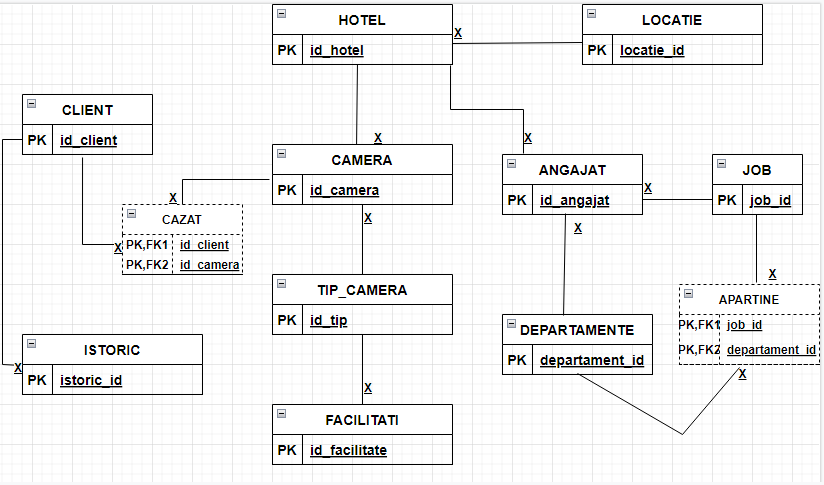 HOTEL
PK id_hotel
X
LOCATIE
PK locatie_id
CLIENT
PK id_client
X
CAMERA
PK id_camera
X
ANGAJAT
PK id_angajat
X
JOB
PK job_id
X
CAZAT
PK,FK1 id_client
PK,FK2 id_camera
X
X
X
X
TIP_CAMERA
PK id_tip
X
APARTINE
PK,FK1 job_id
PK,FK2 departament_id
X
DEPARTAMENTE
PK departament_id
ISTORIC
PK istoric_id
X
X
FACILITATI
PK id_facilitate